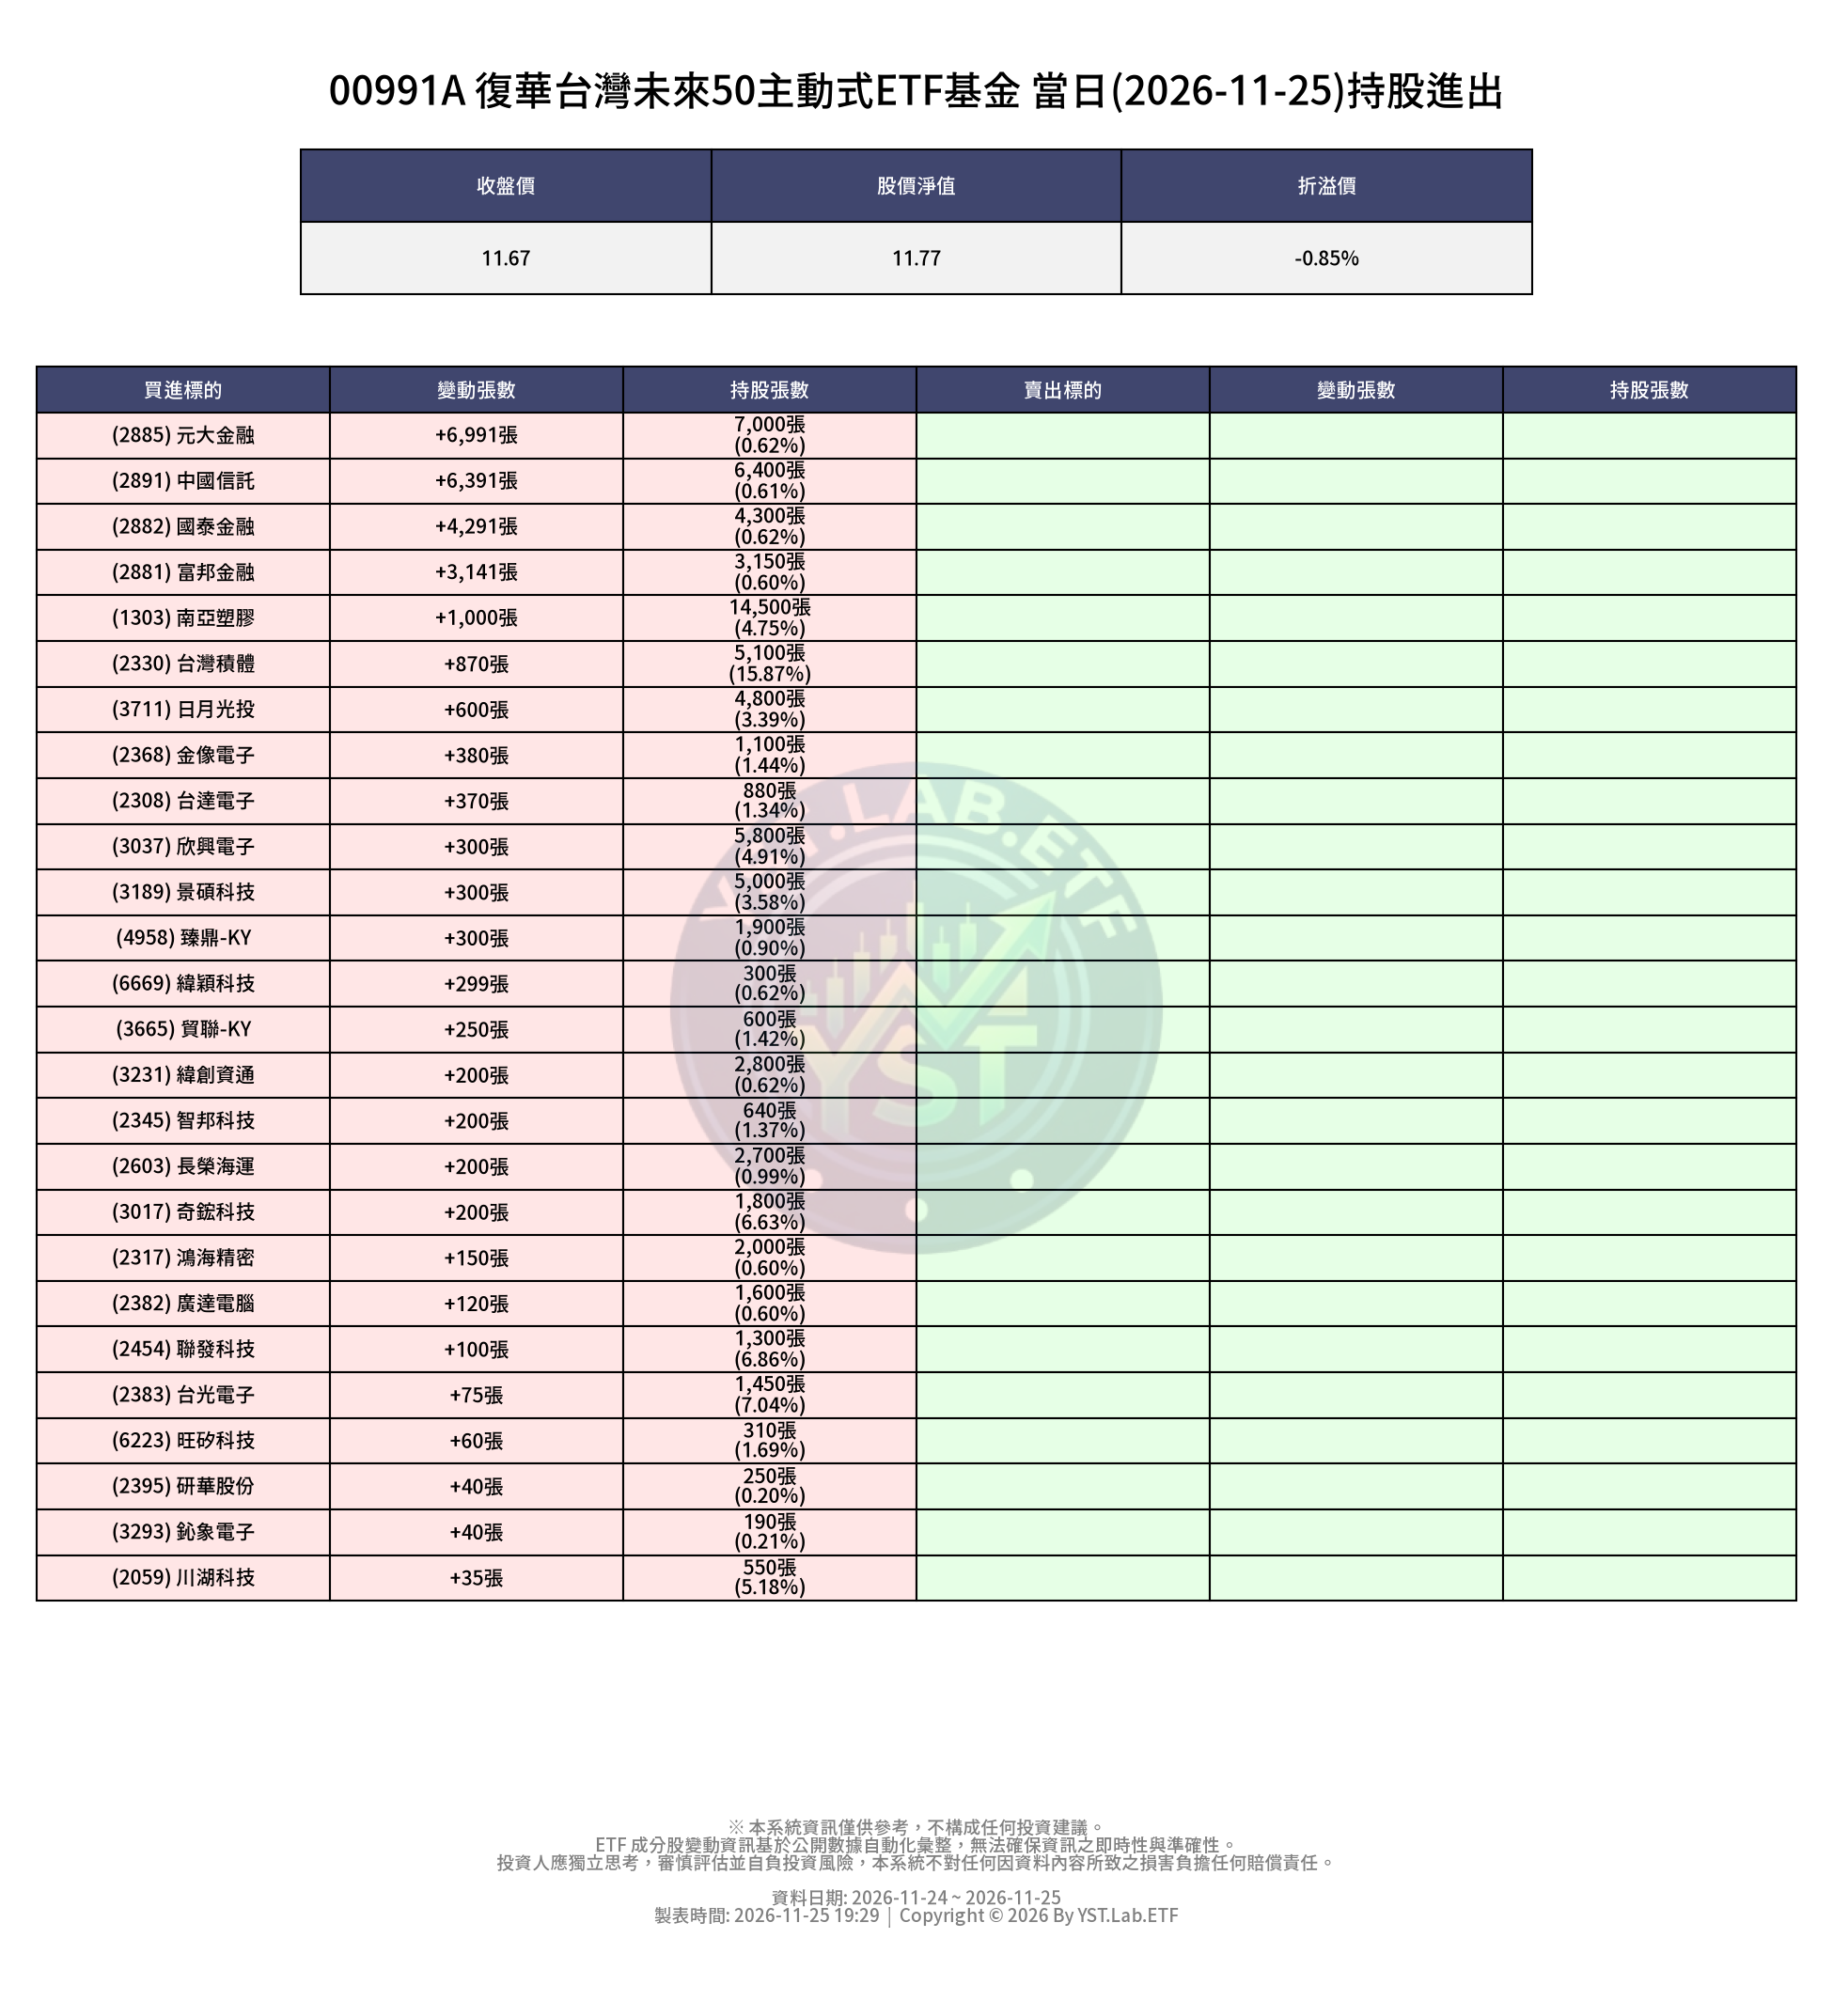 00991A 復華台灣未來50主動式ETF基金 當日(2026-11-25)持股進出
收盤價 股價淨值 折溢價
11.67 11.77 -0.85%
買進標的 變動張數 持股張數 賣出標的 變動張數 持股張數
(2885) 元大金融 +6,991張 7,000張
(0.62%)
(2891) 中國信託 +6,391張 6,400張
(0.61%)
(2882) 國泰金融 +4,291張 4,300張
(0.62%)
(2881) 富邦金融 +3,141張 3,150張
(0.60%)
(1303) 南亞塑膠 +1,000張 14,500張
(4.75%)
(2330) 台灣積體 +870張 5,100張
(15.87%)
(3711) 日月光投 +600張 4,800張
(3.39%)
(2368) 金像電子 +380張 1,100張
(1.44%)
(2308) 台達電子 +370張 880張
(1.34%)
(3037) 欣興電子 +300張 5,800張
(4.91%)
(3189) 景碩科技 +300張 5,000張
(3.58%)
(4958) 臻鼎-KY +300張 1,900張
(0.90%)
(6669) 緯穎科技 +299張 300張
(0.62%)
(3665) 貿聯-KY +250張 600張
(1.42%)
(3231) 緯創資通 +200張 2,800張
(0.62%)
(2345) 智邦科技 +200張 640張
(1.37%)
(2603) 長榮海運 +200張 2,700張
(0.99%)
(3017) 奇鋐科技 +200張 1,800張
(6.63%)
(2317) 鴻海精密 +150張 2,000張
(0.60%)
(2382) 廣達電腦 +120張 1,600張
(0.60%)
(2454) 聯發科技 +100張 1,300張
(6.86%)
(2383) 台光電子 +75張 1,450張
(7.04%)
(6223) 旺矽科技 +60張 310張
(1.69%)
(2395) 研華股份 +40張 250張
(0.20%)
(3293) 鈊象電子 +40張 190張
(0.21%)
(2059) 川湖科技 +35張 550張
(5.18%)
YST.LAB.ETF
YST
※ 本系統資訊僅供參考，不構成任何投資建議。
ETF 成分股變動資訊基於公開數據自動化彙整，無法確保資訊之即時性與準確性。
投資人應獨立思考，審慎評估並自負投資風險，本系統不對任何因資料內容所致之損害負擔任何賠償責任。
資料日期: 2026-11-24 ~ 2026-11-25
製表時間: 2026-11-25 19:29 | Copyright © 2026 By YST.Lab.ETF